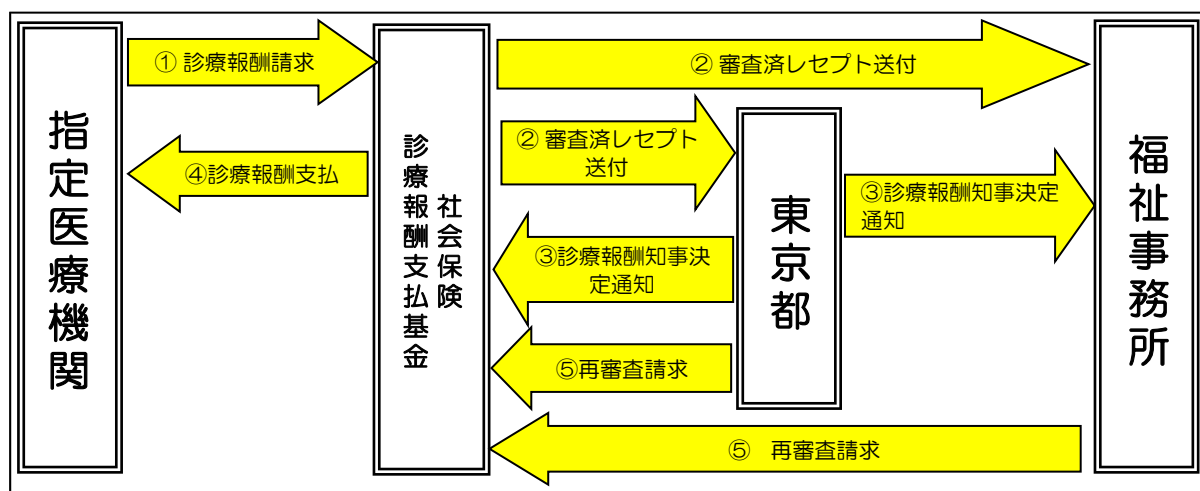 指定医療機関
① 診療報酬請求
④診療報酬支払
社会保険
診療報酬支払基金
② 審査済レセプト送付
② 審査済レセプト
送付
③診療報酬知事決
定通知
⑤再審査請求
東京都
③診療報酬知事決定
通知
⑤ 再審査請求
福祉事務所